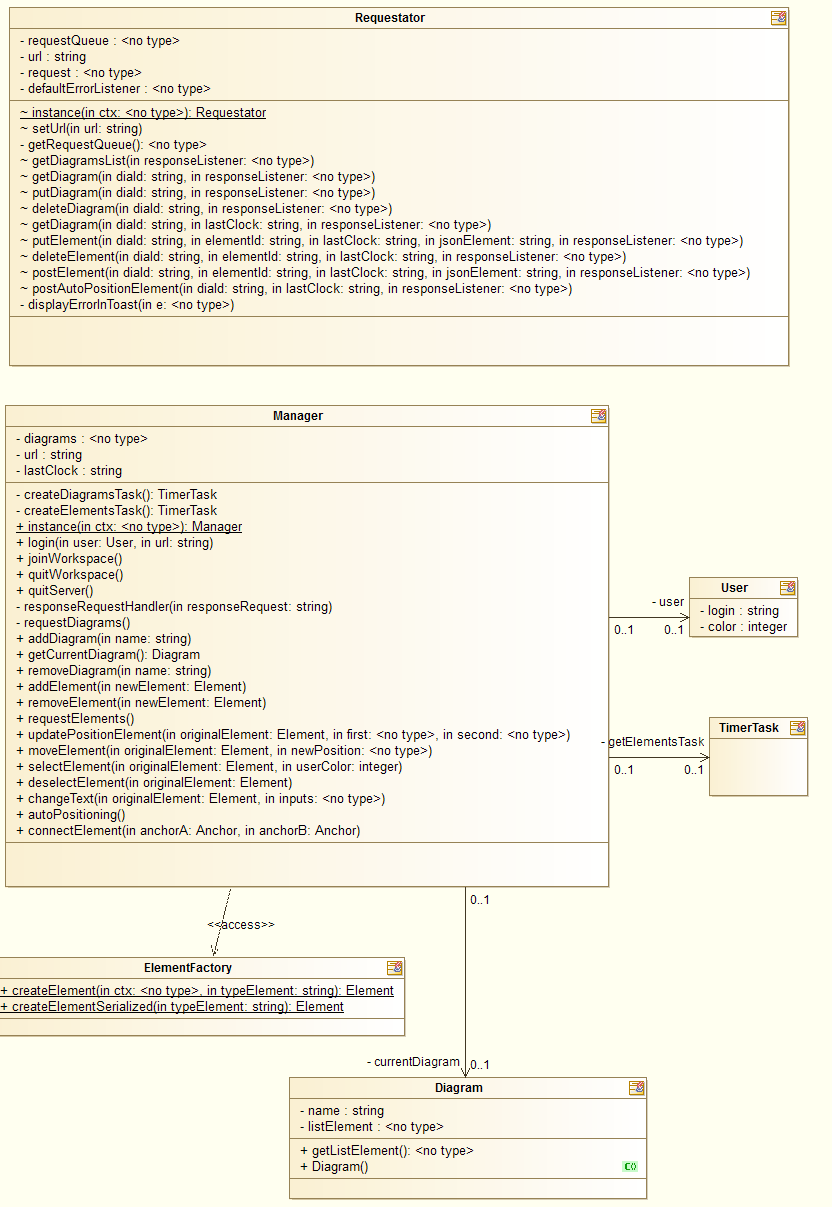 Requestator
- requestQueue : <no type>
- url : string
- request : <no type>
- defaultErrorListener : <no type>
~ instance(in ctx: <no type>): Requestator
~ setUrl(in url: string)
- getRequestQueue(): <no type>
~ getDiagramsList(in responseListener: <no type>)
~ getDiagram(in diaId: string, in responseListener: <no type>)
~ putDiagram(in diaId: string, in responseListener: <no type>)
~ deleteDiagram(in diaId: string, in responseListener: <no type>)
~ getDiagram(in diaId: string, in lastClock: string, in responseListener: <no type>)
~ putElement(in diaId: string, in elementId: string, in lastClock: string, in jsonElement: string, in responseListener: <no type>)
~ deleteElement(in diaId: string, in elementId: string, in lastClock: string, in responseListener: <no type>)
~ postElement(in diaId: string, in elementId: string, in lastClock: string, in jsonElement: string, in responseListener: <no type>)
~ postAutoPositionElement(in diaId: string, in lastClock: string, in responseListener: <no type>)
- displayErrorInToast(in e: <no type>)
Manager
- diagrams : <no type>
- url : string
- lastClock : string
- createDiagramsTask(): TimerTask
- createElementsTask(): TimerTask
+ instance(in ctx: <no type>): Manager
+ login(in user: User, in url: string)
+ joinWorkspace()
+ quitWorkspace()
+ quitServer()
- responseRequestHandler(in responseRequest: string)
- requestDiagrams()
+ addDiagram(in name: string)
+ getCurrentDiagram(): Diagram
+ removeDiagram(in name: string)
+ addElement(in newElement: Element)
+ removeElement(in newElement: Element)
+ requestElements()
+ updatePositionElement(in originalElement: Element, in first: <no type>, in second: <no type>)
+ moveElement(in originalElement: Element, in newPosition: <no type>)
+ selectElement(in originalElement: Element, in userColor: integer)
+ deselectElement(in originalElement: Element)
+ changeText(in originalElement: Element, in inputs: <no type>)
+ autoPositioning()
+ connectElement(in anchorA: Anchor, in anchorB: Anchor)
- user
0..1
0..1
User
- login : string
- color : integer
- getElementsTask
0..1
0..1
TimerTask
0..1
<<access>>
ElementFactory
+ createElement(in ctx: <no type>, in typeElement: string): Element
+ createElementSerialized(in typeElement: string): Element
- currentDiagram
0..1
Diagram
- name : string
- listElement : <no type>
+ getListElement(): <no type>
+ Diagram()
C()